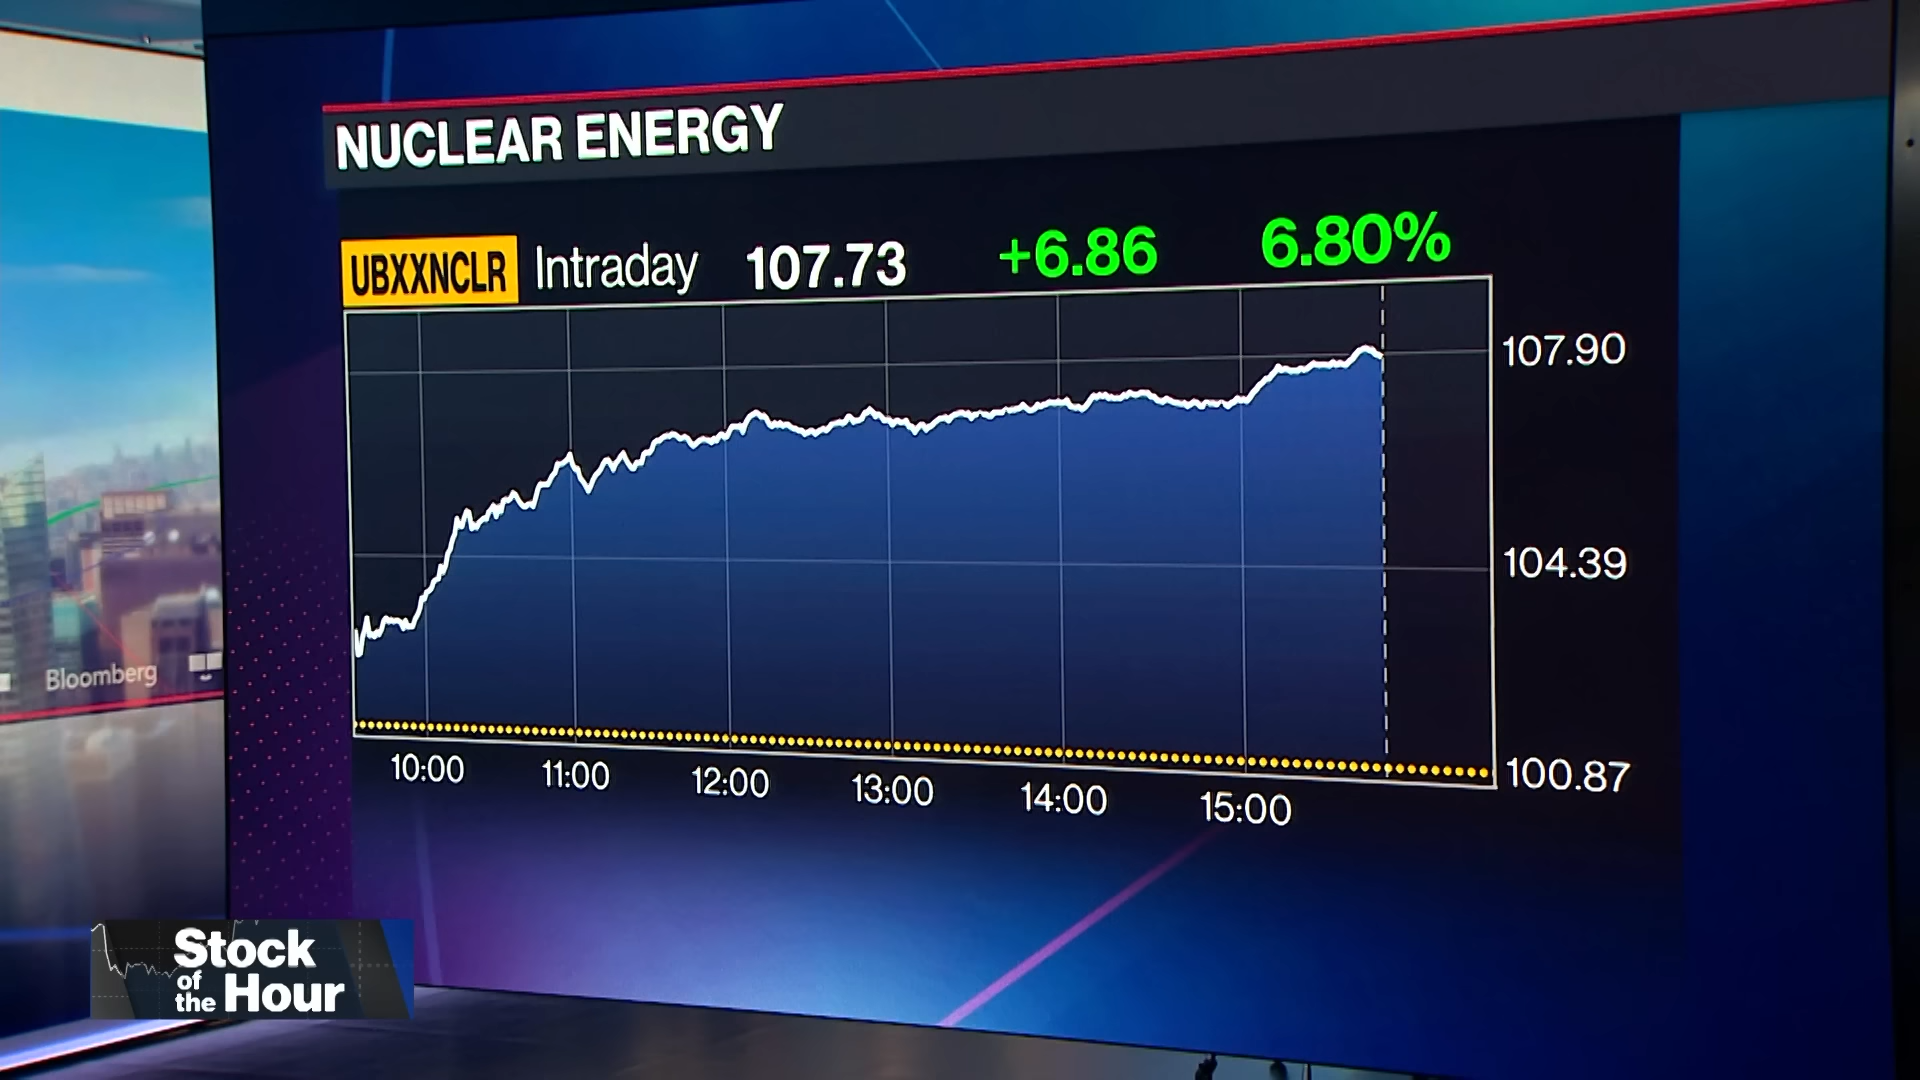 NUCLEAR ENERGY
UBXXNCLR Intraday 107.73 +6.86 6.80%
107.90
104.39
100.87
10:00 11:00 12:00 13:00 14:00 15:00
Bloomberg
Stock
of
the Hour